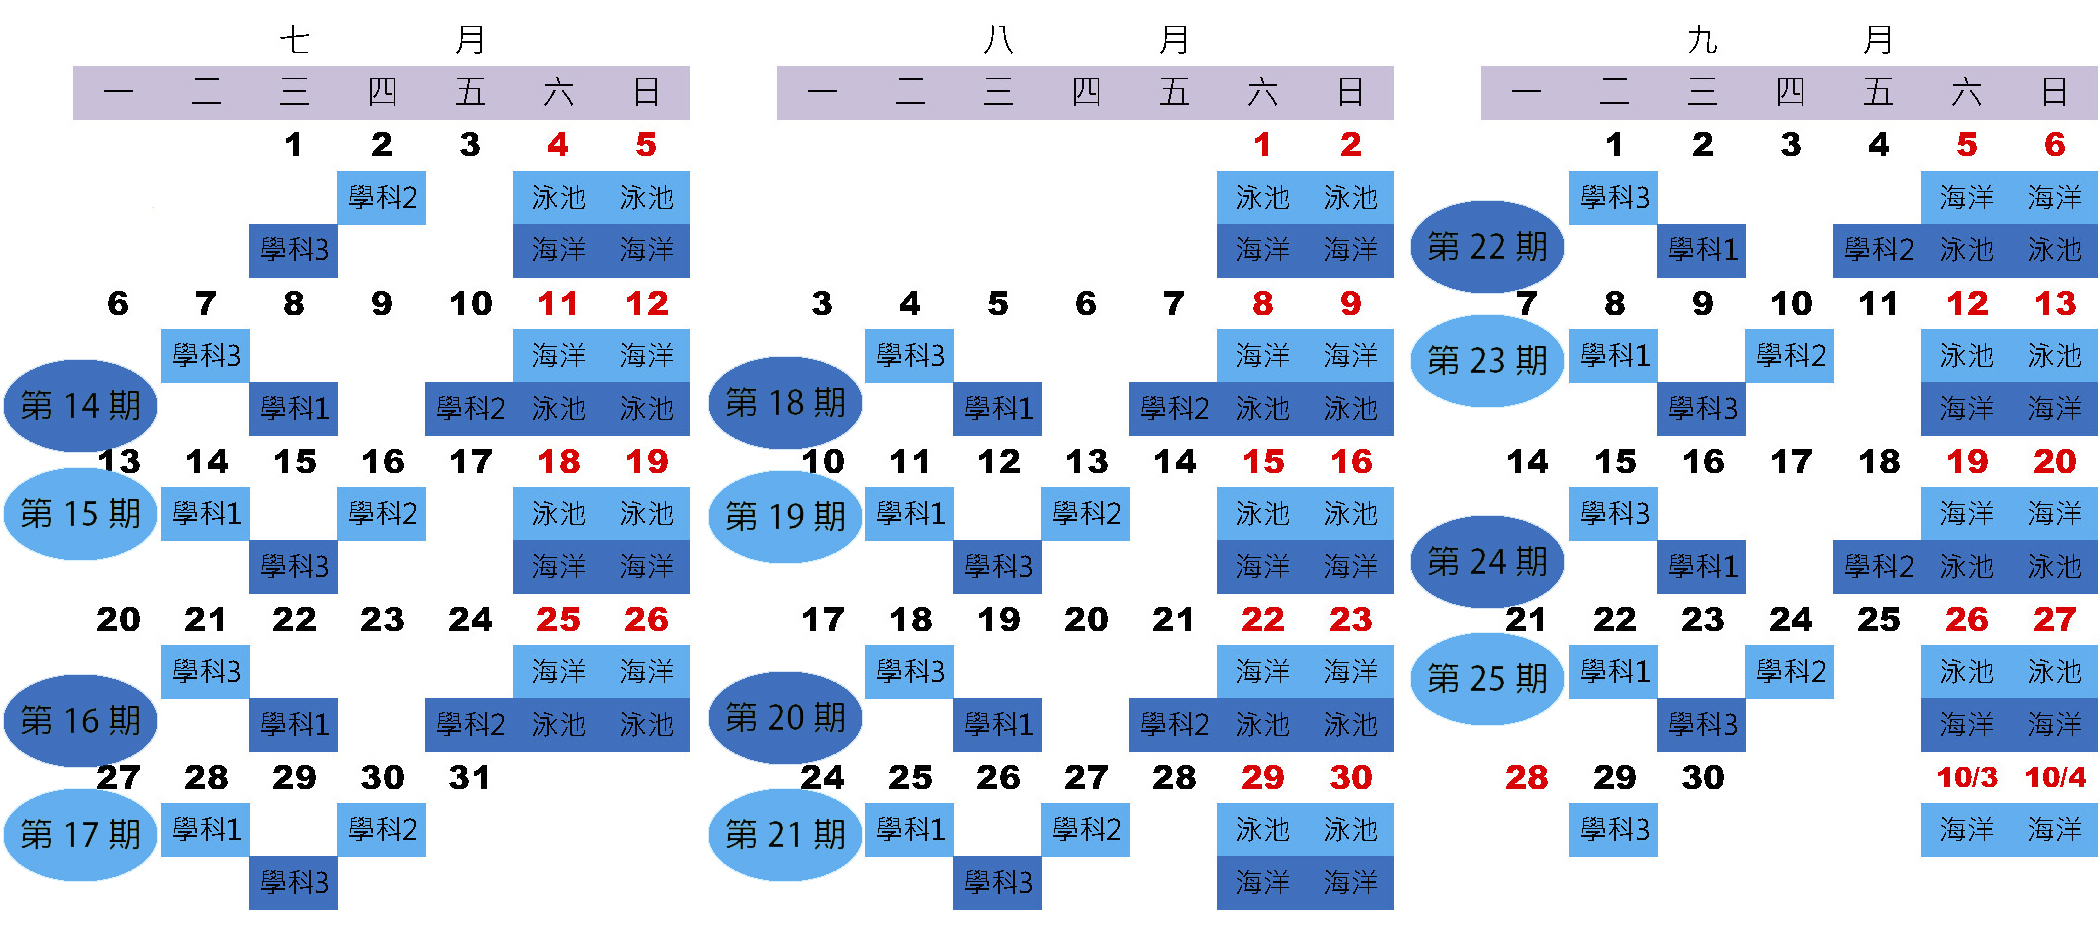 七 月
一 二 三 四 五 六 日
1 2 3 4 5
學科2 泳池 泳池
學科3 海洋 海洋
6 7 8 9 10 11 12
學科3 海洋 海洋
第 14 期 學科1 學科2 泳池 泳池
13 14 15 16 17 18 19
第 15 期 學科1 學科2 泳池 泳池
學科3 海洋 海洋
20 21 22 23 24 25 26
學科3 海洋 海洋
第 16 期 學科1 學科2 泳池 泳池
27 28 29 30 31
第 17 期 學科1 學科2
學科3
八 月
一 二 三 四 五 六 日
1 2
泳池 泳池
海洋 海洋
3 4 5 6 7 8 9
學科3 海洋 海洋
第 18 期 學科1 學科2 泳池 泳池
10 11 12 13 14 15 16
第 19 期 學科1 學科2 泳池 泳池
學科3 海洋 海洋
17 18 19 20 21 22 23
學科3 海洋 海洋
第 20 期 學科1 學科2 泳池 泳池
24 25 26 27 28 29 30
第 21 期 學科1 學科2 泳池 泳池
學科3 海洋 海洋
九 月
一 二 三 四 五 六 日
1 2 3 4 5 6
學科3 海洋 海洋
第 22 期 學科1 學科2 泳池 泳池
7 8 9 10 11 12 13
第 23 期 學科1 學科2 泳池 泳池
學科3 海洋 海洋
14 15 16 17 18 19 20
學科3 海洋 海洋
第 24 期 學科1 學科2 泳池 泳池
21 22 23 24 25 26 27
第 25 期 學科1 學科2 泳池 泳池
學科3 海洋 海洋
28 29 30 10/3 10/4
學科3 海洋 海洋